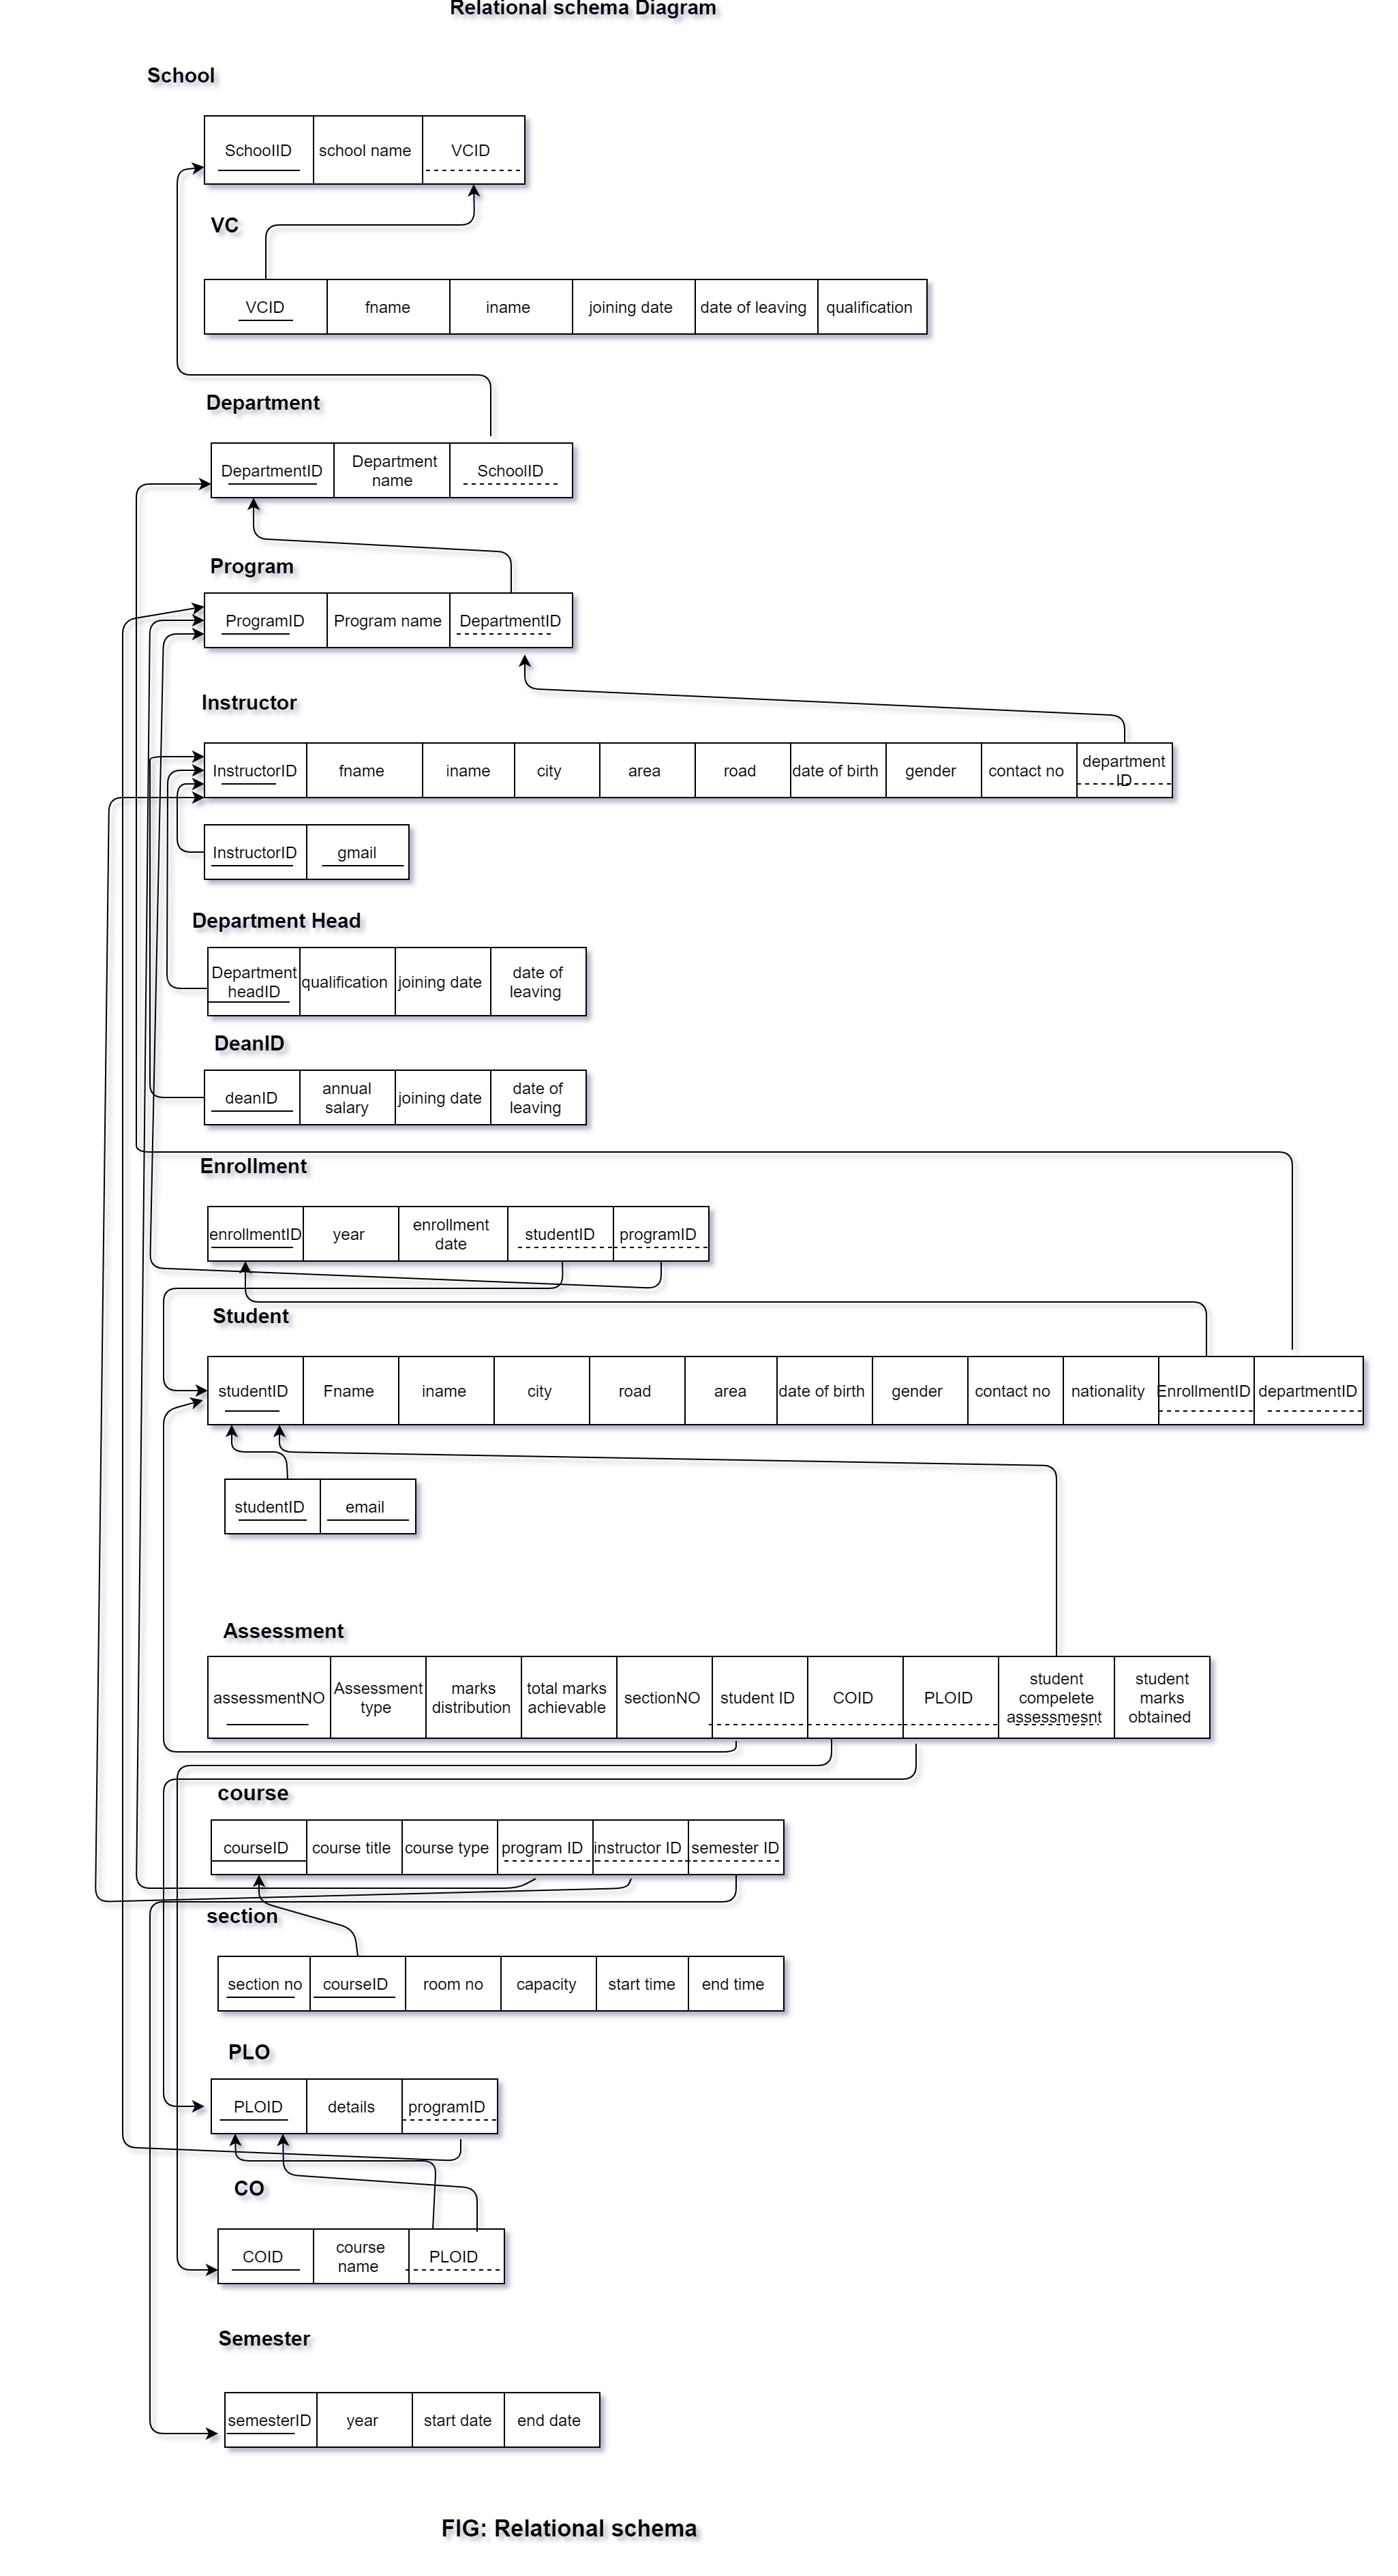 Relational schema Diagram
School
SchoolID school name VCID
VC
VCID fname iname joining date date of leaving qualification
Department
DepartmentID Department name SchoolID
Program
ProgramID Program name DepartmentID
Instructor
InstructorID fname iname city area road date of birth gender contact no department ID
InstructorID gmail
Department Head
Department headID qualification joining date date of leaving
DeanID
deanID annual salary joining date date of leaving
Enrollment
enrollmentID year enrollment date studentID programID
Student
studentID Fname iname city road area date of birth gender contact no nationality EnrollmentID departmentID
studentID email
Assessment
assessmentNO Assessment type marks distribution total marks achievable sectionNO student ID COID PLOID student compelete assessmesnt student marks obtained
course
courseID course title course type program ID instructor ID semester ID
section
section no courseID room no capacity start time end time
PLO
PLOID details programID
CO
COID course name PLOID
Semester
semesterID year start date end date
FIG: Relational schema